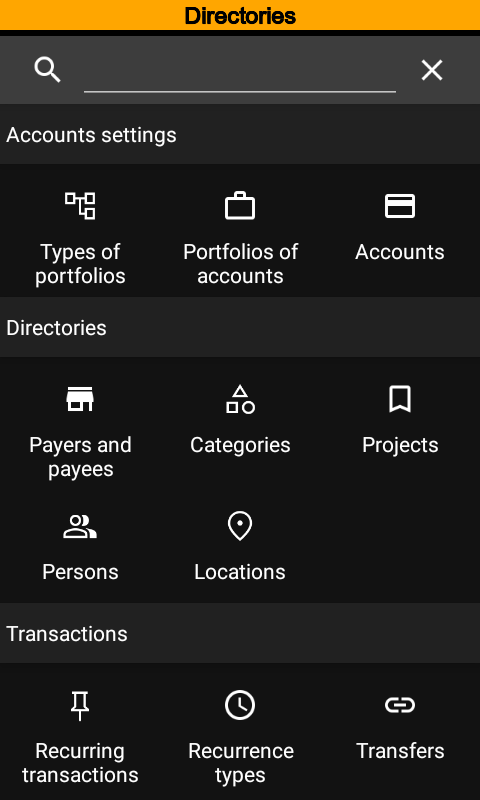 Directories
Accounts settings
Types of
portfolios
Portfolios of
accounts
Accounts
Directories
Payers and
payees
Categories
Projects
Persons
Locations
Transactions
Recurring
transactions
Recurrence
types
Transfers